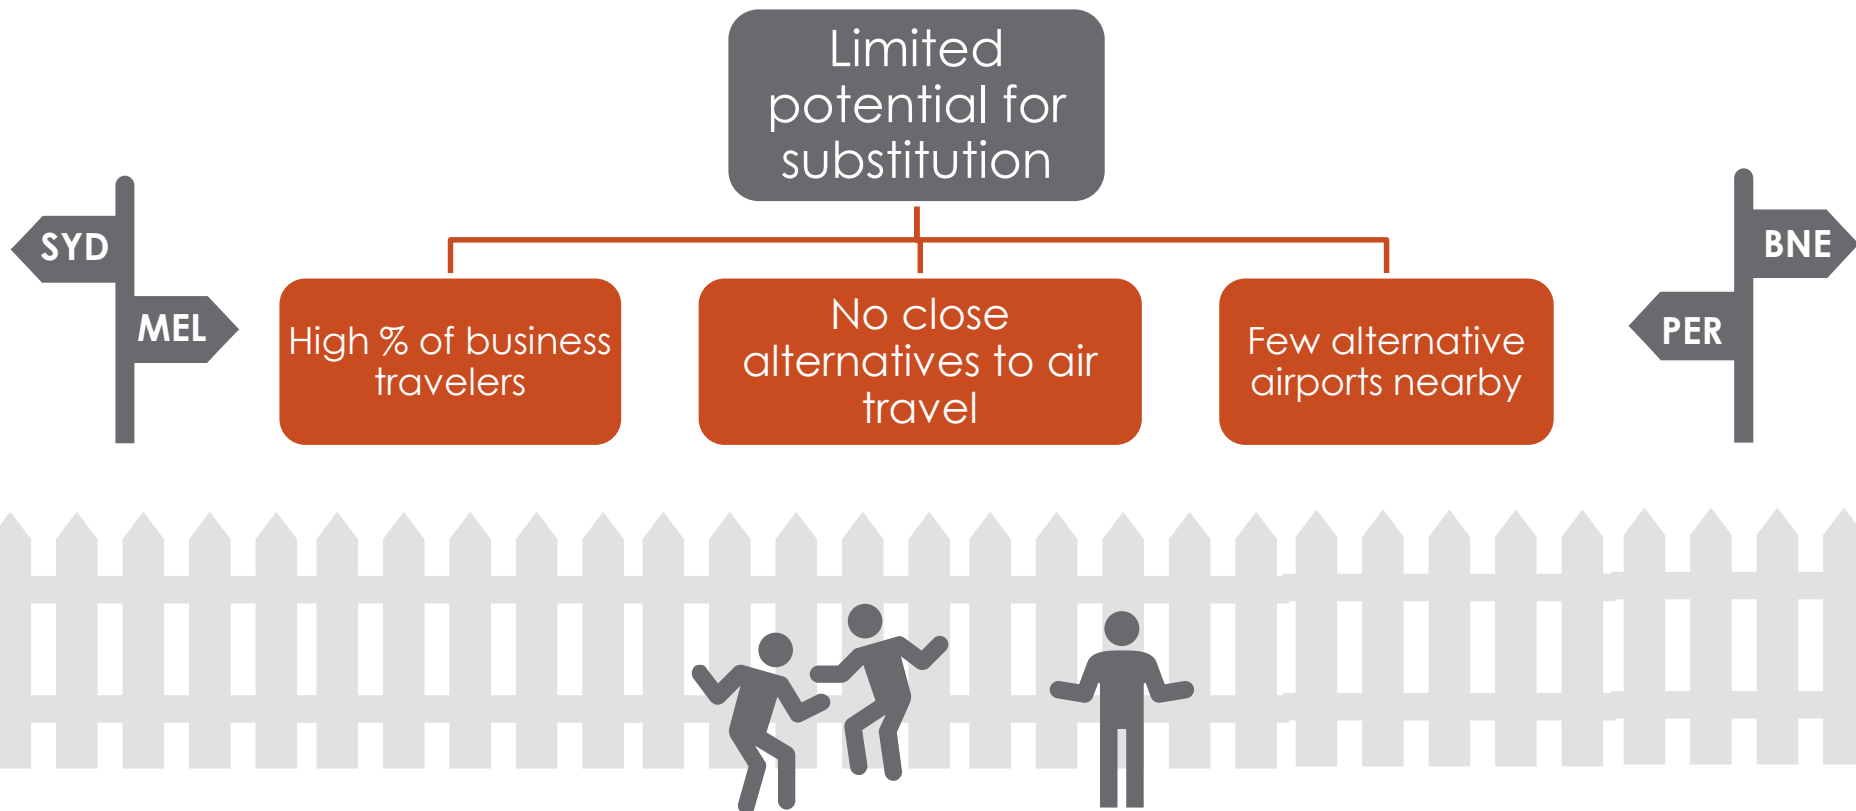 Limited
potential for
substitution
SYD
MEL
High % of business
travelers
No close
alternatives to air
travel
Few alternative
airports nearby
BNE
PER